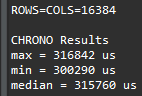 ROWS=COLS=16384
CHRONO Results
max = 316842 us
min = 300290 us
median = 315760 us